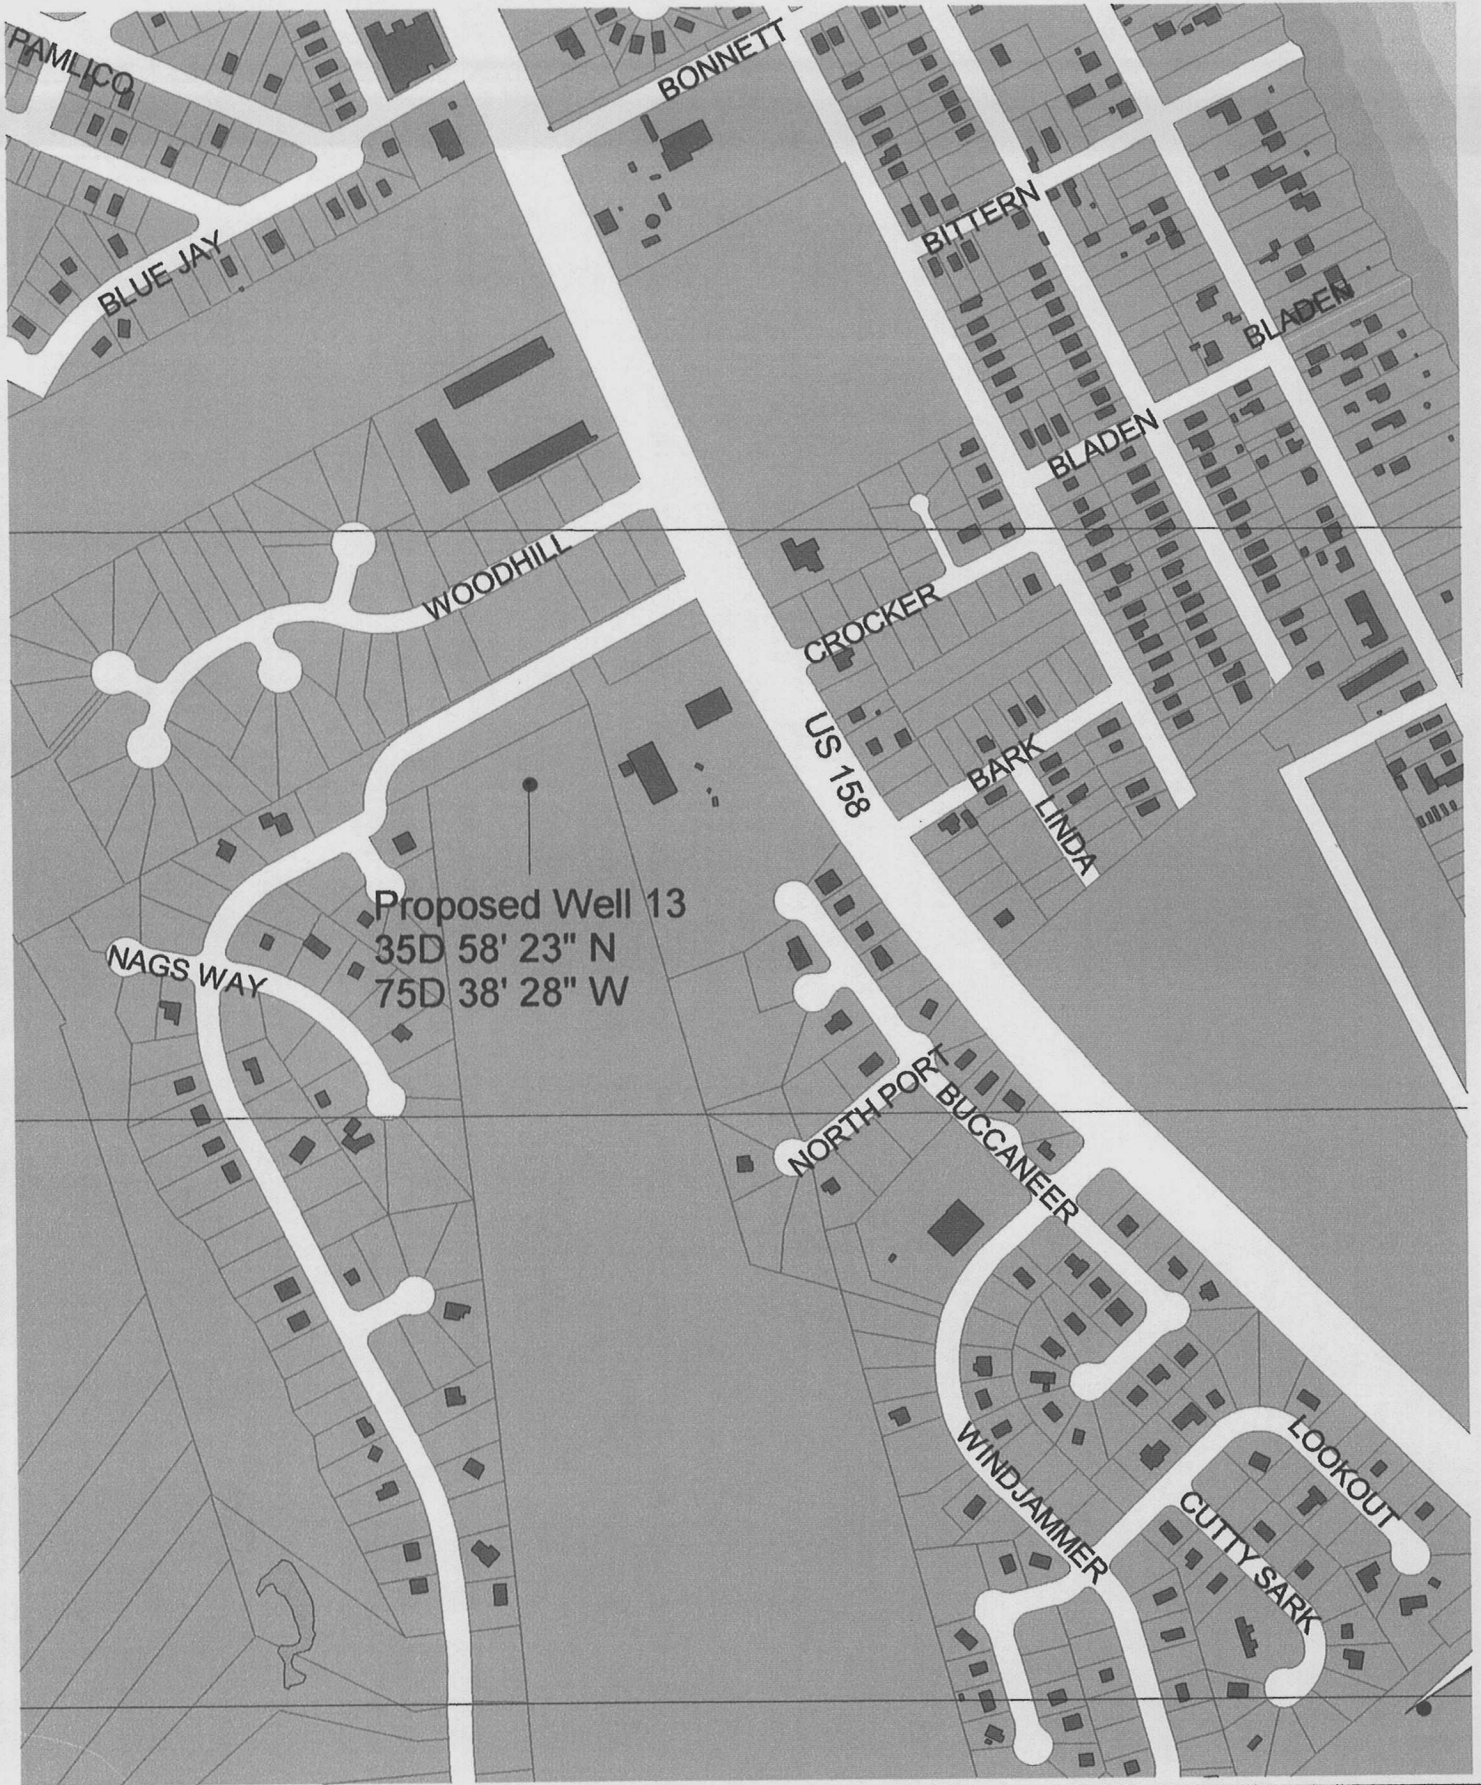 PAMLICO
BONNETT
BITTERN
BLUE JAY
BLADEN
BLADEN
WOODHILL
CROCKER
US 158
BARK
LINDA
Proposed Well 13
35D 58' 23" N
75D 38' 28" W
NAGS WAY
NORTH PORT
BUCCANEER
WINDJAMMER
LOOKOUT
CUTTY SARK